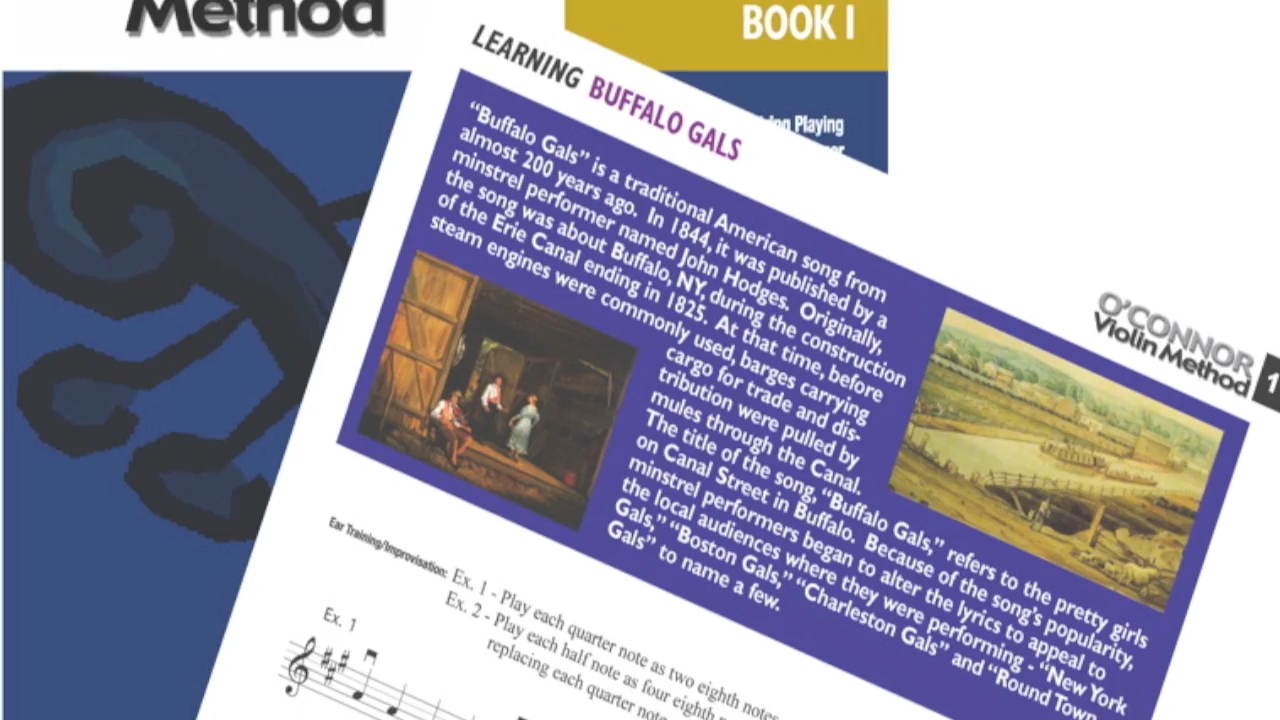 Method
BOOK I
Playing
LEARNING BUFFALO GALS
“Buffalo Gals” is a traditional American song from
almost 200 years ago. In 1844, it was published by a
minstrel performer named John Hodges. Originally,
the song was about Buffalo, NY, during the construction
of the Erie Canal ending in 1825. At that time, before
steam engines were commonly used, barges carrying
cargo for trade and dis-
tribution were pulled by
mules through the Canal.
The title of the song, “Buffalo Gals,” refers to the pretty girls
on Canal Street in Buffalo. Because of the song’s popularity,
minstrel performers began to alter the lyrics to appeal to
the local audiences where they were performing - “New York
Gals,” “Boston Gals,” “Charleston Gals” and “Round Town
Gals” to name a few.
O’CONNOR
Violin Method
Ear Training/Improvisation:
Ex. 1 - Play each quarter note as two eighth notes
Ex. 2 - Play each half note as four eighth
replacing each quarter note
Ex. 1